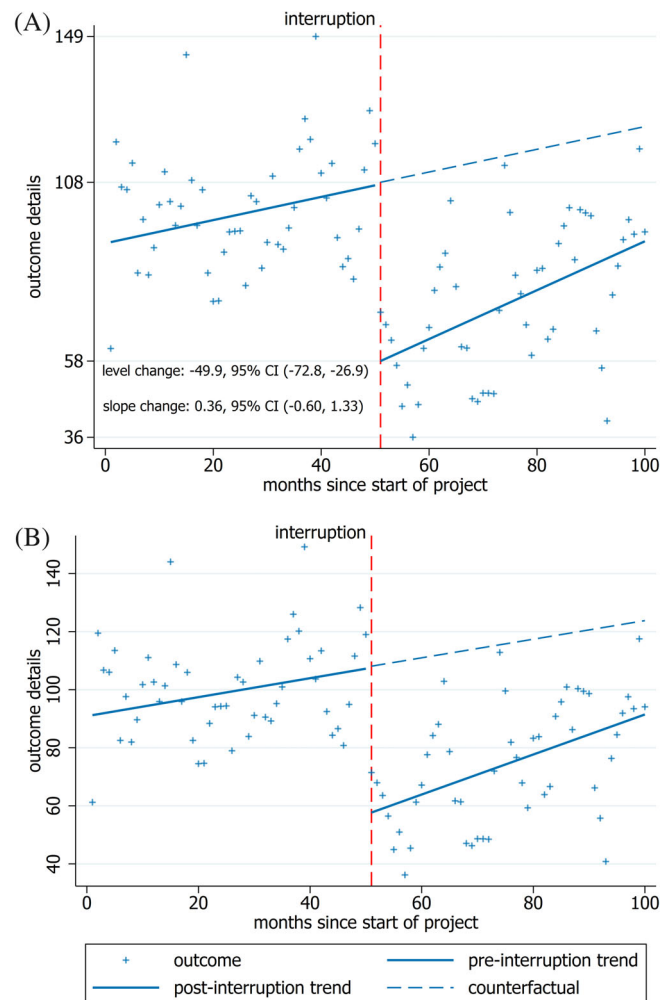 (A)
interruption
149
108
58
36
outcome details
level change: -49.9, 95% CI (-72.8, -26.9)
slope change: 0.36, 95% CI (-0.60, 1.33)
0 20 40 60 80 100
months since start of project
(B)
interruption
140
120
100
80
60
40
outcome details
0 20 40 60 80 100
months since start of project
outcome pre-interruption trend
post-interruption trend counterfactual